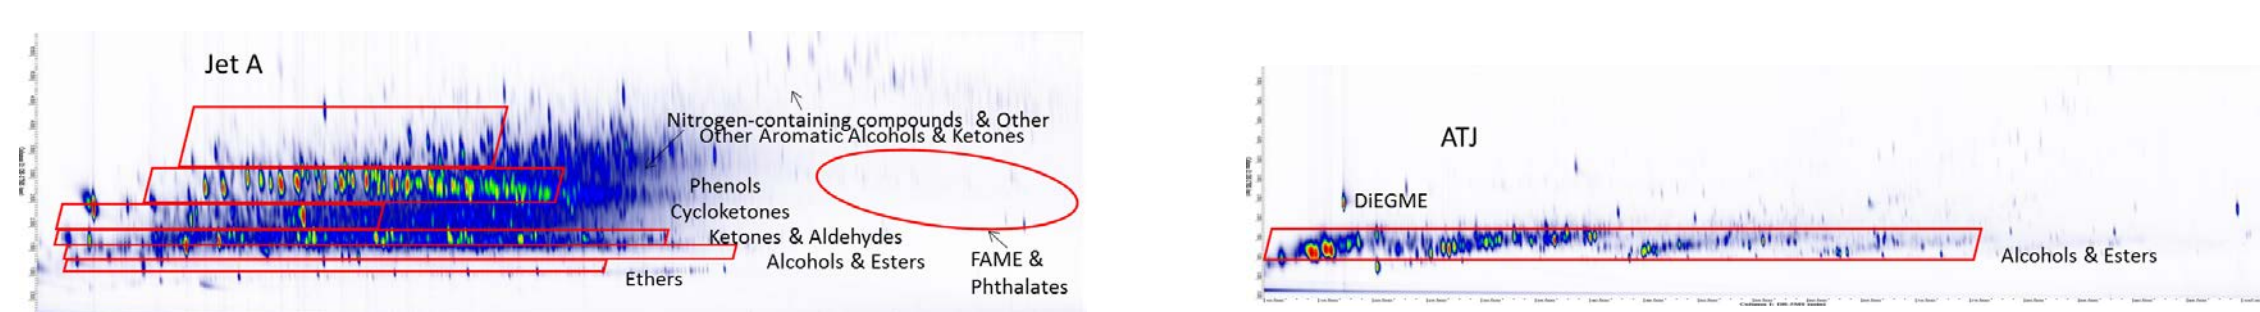 Jet A
Nitrogen-containing compounds & Other
Other Aromatic Alcohols & Ketones
Phenols
Cycloketones
Ketones & Aldehydes
Alcohols & Esters
Ethers
FAME &
Phthalates
ATJ
DiEGME
Alcohols & Esters